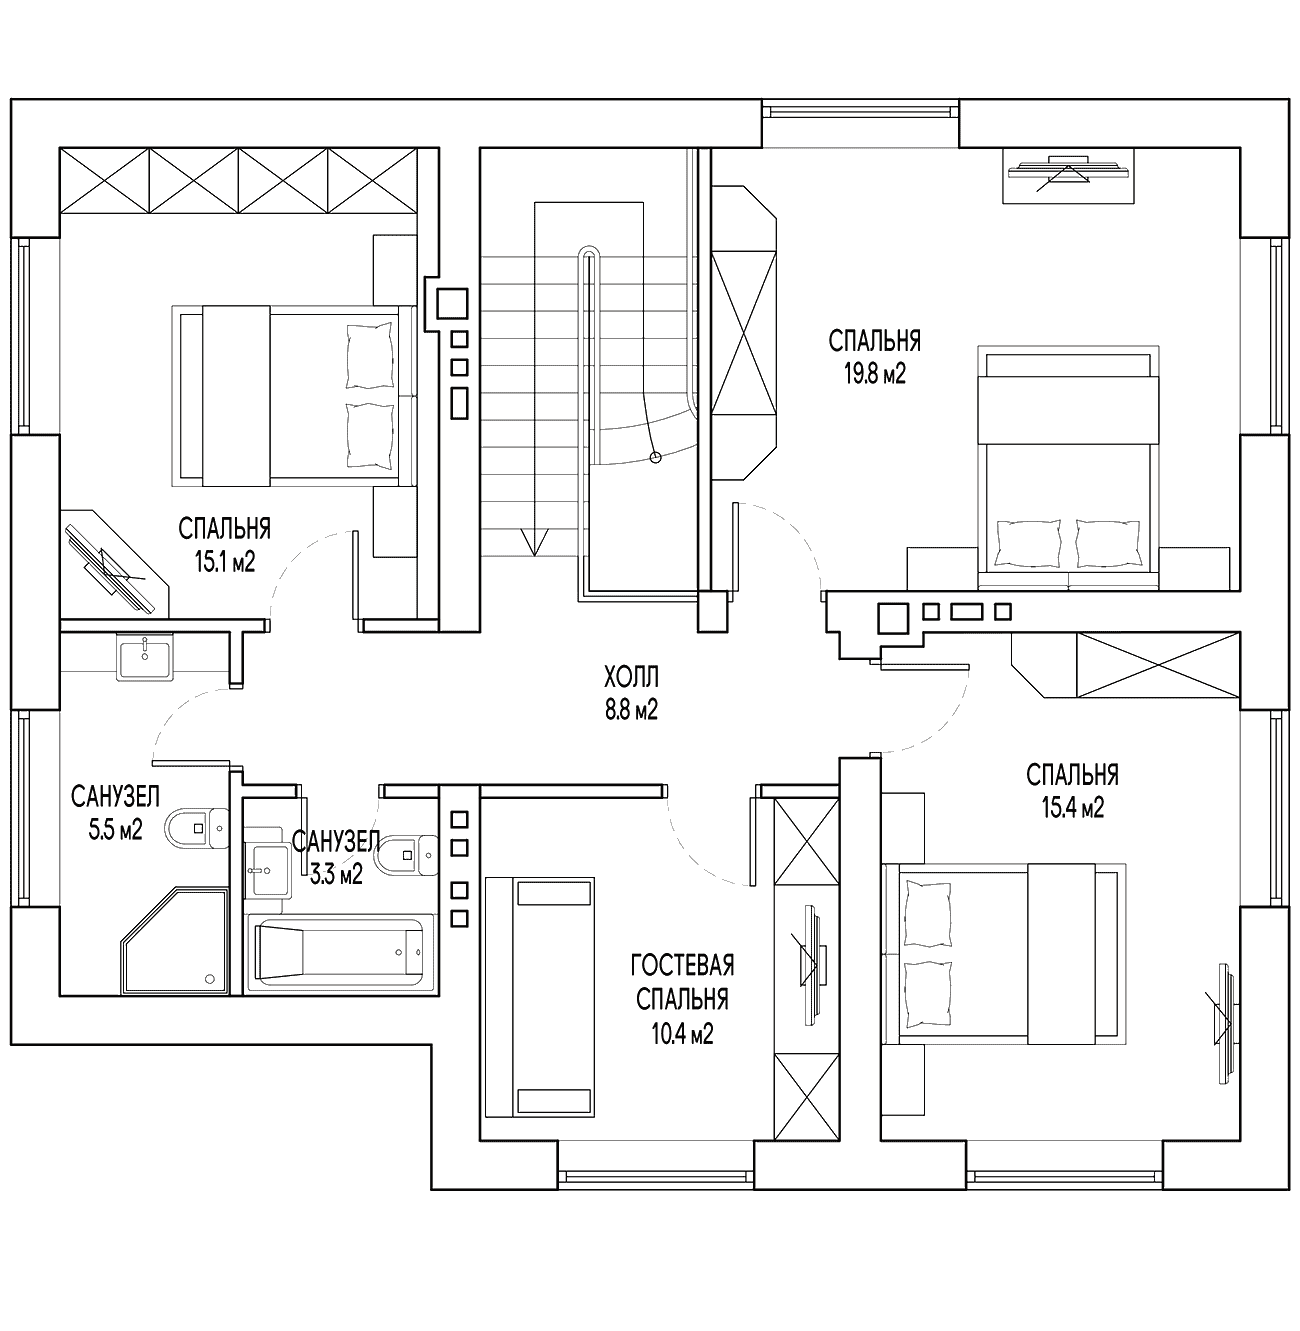 СПАЛЬНЯ
19.8 м2
СПАЛЬНЯ
15.1 м2
ХОЛЛ
8.8 м2
СПАЛЬНЯ
15.4 м2
САНУЗЕЛ
5.5 м2
САНУЗЕЛ
3.3 м2
ГОСТЕВАЯ
СПАЛЬНЯ
10.4 м2